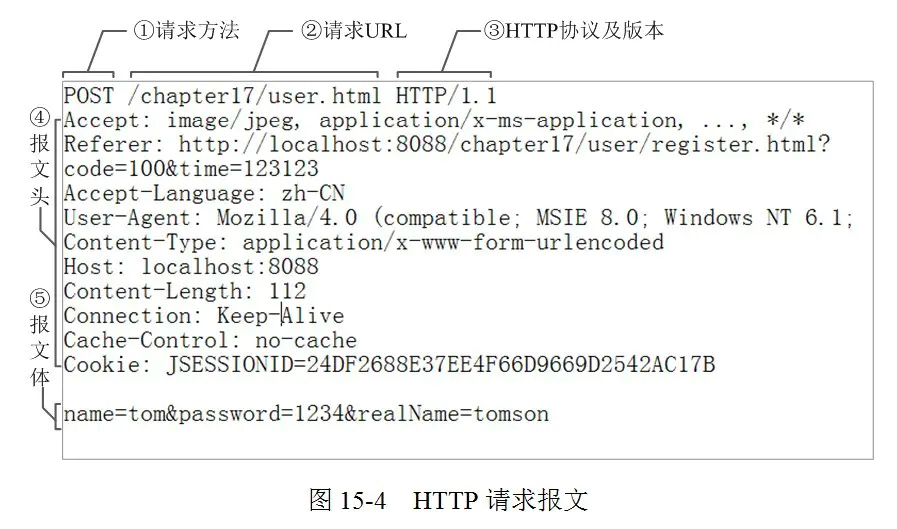 ①请求方法 ②请求URL ③HTTP协议及版本
POST /chapter17/user.html HTTP/1.1
④报文头
Accept: image/jpeg, application/x-ms-application, ..., */*
Referer: http://localhost:8088/chapter17/user/register.html?
code=100&time=123123
Accept-Language: zh-CN
User-Agent: Mozilla/4.0 (compatible; MSIE 8.0; Windows NT 6.1;
Content-Type: application/x-www-form-urlencoded
Host: localhost:8088
Content-Length: 112
Connection: Keep-Alive
Cache-Control: no-cache
Cookie: JSESSIONID=24DF2688E37EE4F66D9669D2542AC17B
⑤报文体
name=tom&password=1234&realName=tomson
图 15-4 HTTP 请求报文